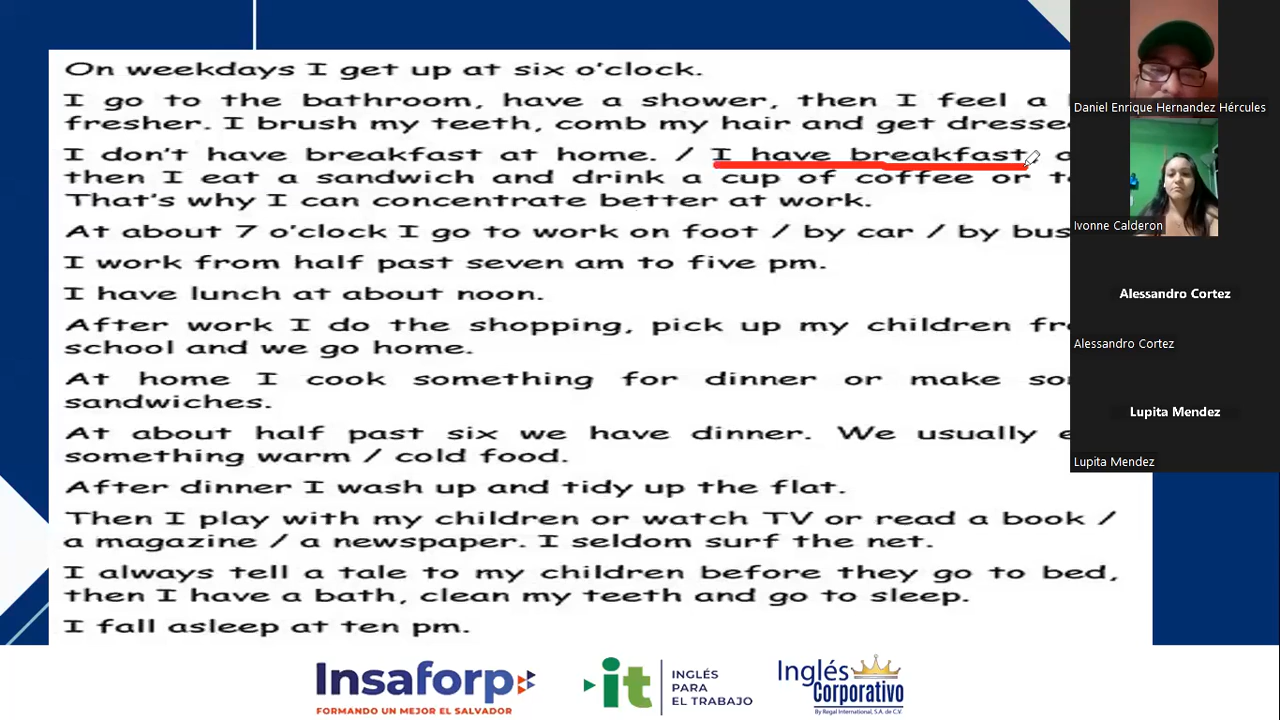 On weekdays I get up at six o'clock.
I go to the bathroom, have a shower, then I feel a
fresher. I brush my teeth, comb my hair and get
I don't have breakfast at home. / I have breakfast
then I eat a sandwich and drink a cup of coffee or
That's why I can concentrate better at work.
At about 7 o'clock I go to work on foot / by car / by bus
I work from half past seven am to five pm.
I have lunch at about noon.
After work I do the shopping, pick up my children
school and we go home.
At home I cook something for dinner or make
sandwiches.
At about half past six we have dinner. We usually
something warm / cold food.
After dinner I wash up and tidy up the flat.
Then I play with my children or watch TV or read a book /
a magazine / a newspaper. I seldom surf the net.
I always tell a tale to my children before they go to bed,
then I have a bath, clean my teeth and go to sleep.
I fall asleep at ten pm.
Daniel Enrique Hernandez Hércules
Ivonne Calderon
Alessandro Cortez
Alessandro Cortez
Lupita Mendez
Lupita Mendez
Insaforp
FORMANDO UN MEJOR EL SALVADOR
it
INGLÉS
PARA
EL TRABAJO
Inglés
Corporativo
By Regal International, S.A. de C.V.